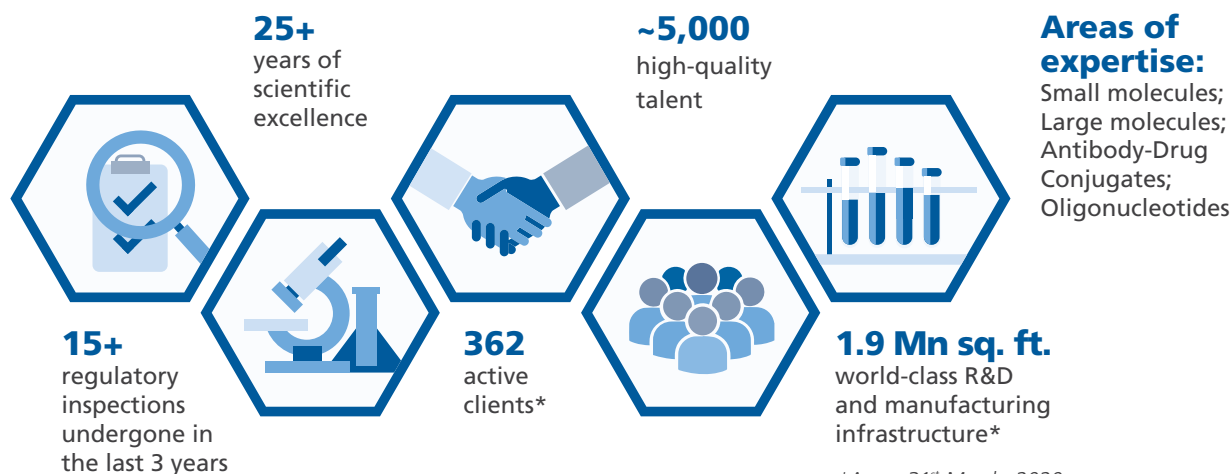 25+
years of
scientific
excellence
~5,000
high-quality
talent
Areas of
expertise:
Small molecules;
Large molecules;
Antibody-Drug
Conjugates;
Oligonucleotides
15+
regulatory
inspections
undergone in
the last 3 years
362
active
clients*
1.9 Mn sq. ft.
world-class R&D
and manufacturing
infrastructure*